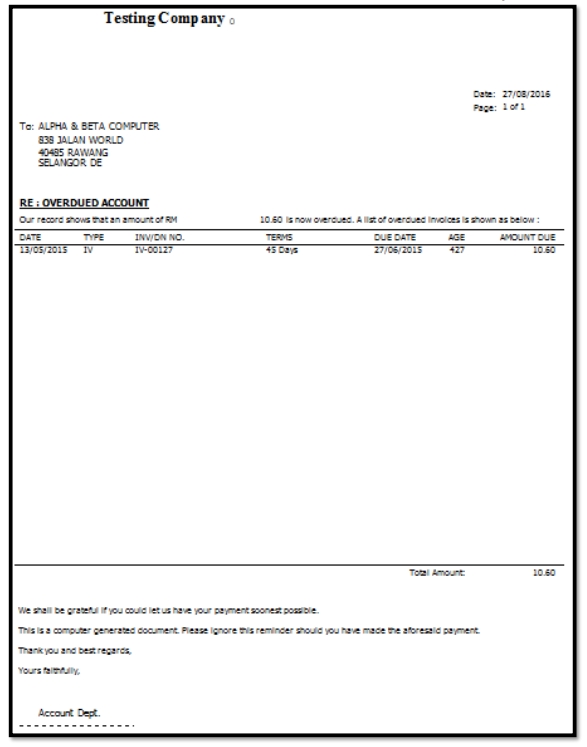 Testing Company ()
Date: 27/08/2016
Page: 1 of 1
To: ALPHA & BETA COMPUTER
838 JALAN WORLD
40485 RAWANG
SELANGOR DE
RE : OVERDUED ACCOUNT
Our record shows that an amount of RM 10.60 is now overdued. A list of overdued invoices is shown as below :
DATE TYPE INV/DN NO. TERMS DUE DATE AGE AMOUNT DUE
13/05/2015 IV IV-00127 45 Days 27/06/2015 427 10.60
Total Amount: 10.60
We shall be grateful if you could let us have your payment soonest possible.
This is a computer generated document. Please ignore this reminder should you have made the aforesaid payment.
Thank you and best regards,
Yours faithfully,
Account Dept.